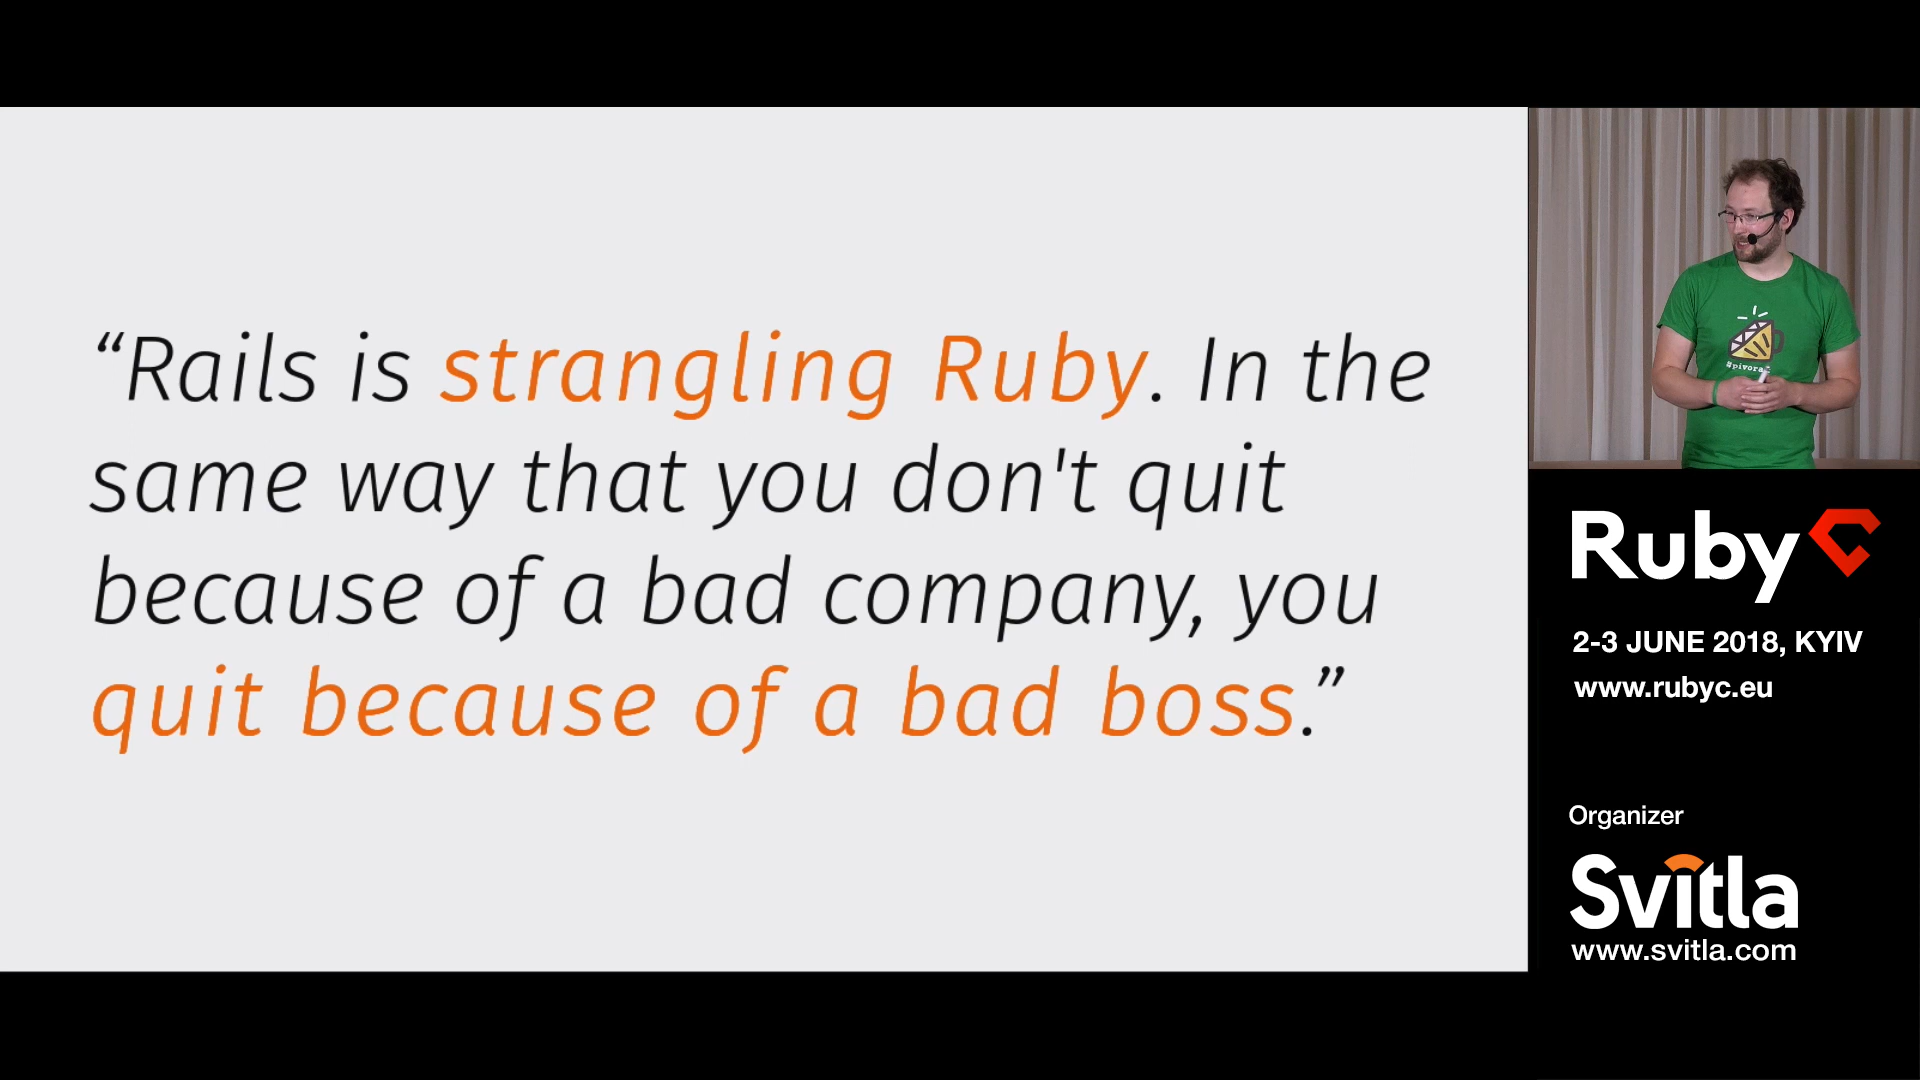 “Rails is strangling Ruby. In the
same way that you don't quit
because of a bad company, you
quit because of a bad boss.”
#pivorak
Ruby
2-3 JUNE 2018, KYIV
www.rubyc.eu
Organizer
Svitla
www.svitla.com